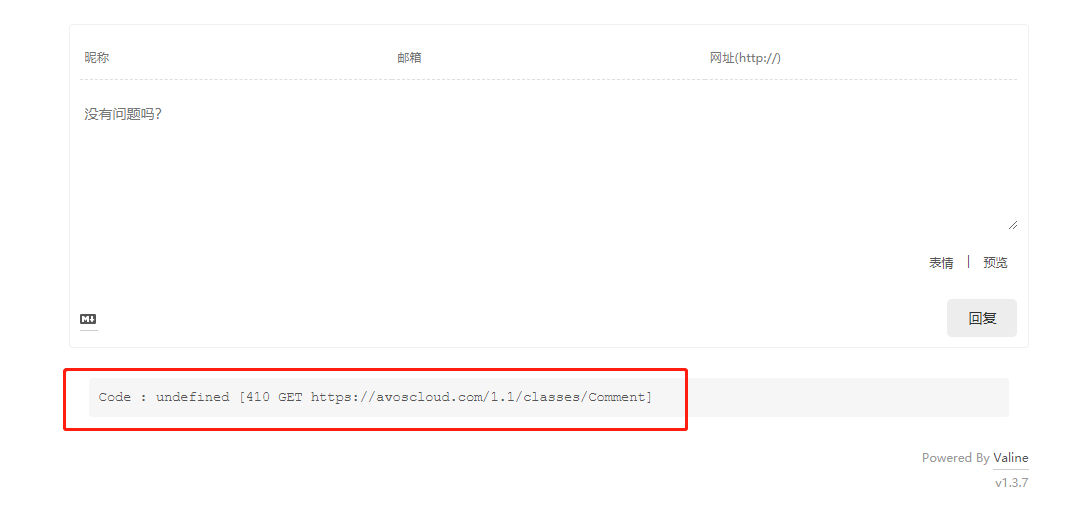 昵称 邮箱 网址(http://)
没有问题吗?
表情 | 预览
M↓
回复
Code : undefined [410 GET https://avoscloud.com/1.1/classes/Comment]
Powered By Valine
v1.3.7